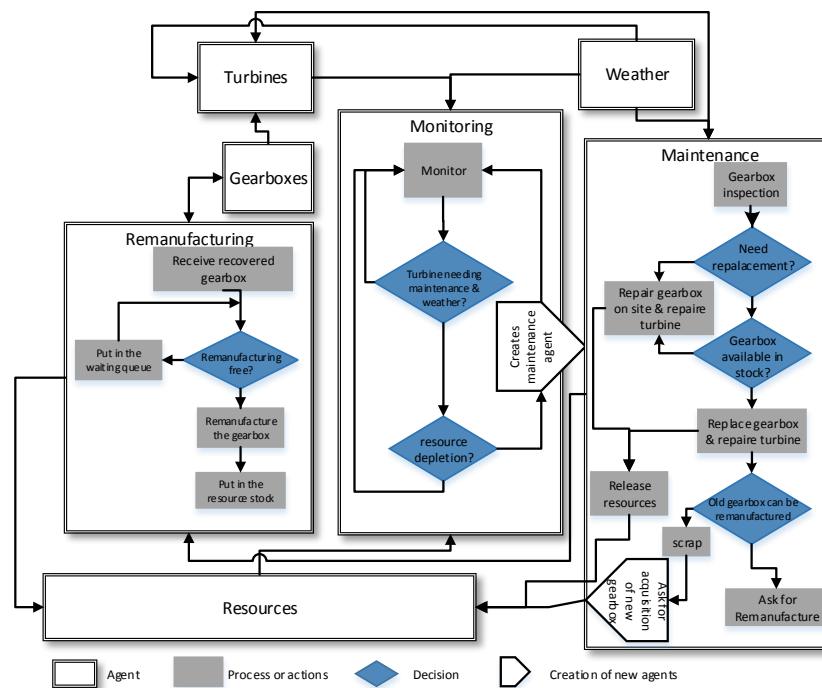 Turbines
Weather
Gearboxes
Monitoring
Monitor
Turbine needing
maintenance &
weather?
resource
depletion?
Creates
maintenance
agent
Maintenance
Gearbox
inspection
Need
repalacement?
Repair gearbox
on site & repaire
turbine
Gearbox
available in
stock?
Replace gearbox
& repaire turbine
Release
resources
Old gearbox can be
remanufactured
scrap
Ask for
acquisition
of new
gearbox
Ask for
Remanufacture
Remanufacturing
Receive recovered
gearbox
Put in the
waiting queue
Remanufacturing
free?
Remanufacture
the gearbox
Put in the
resource stock
Resources
Agent
Process or actions
Decision
Creation of new agents